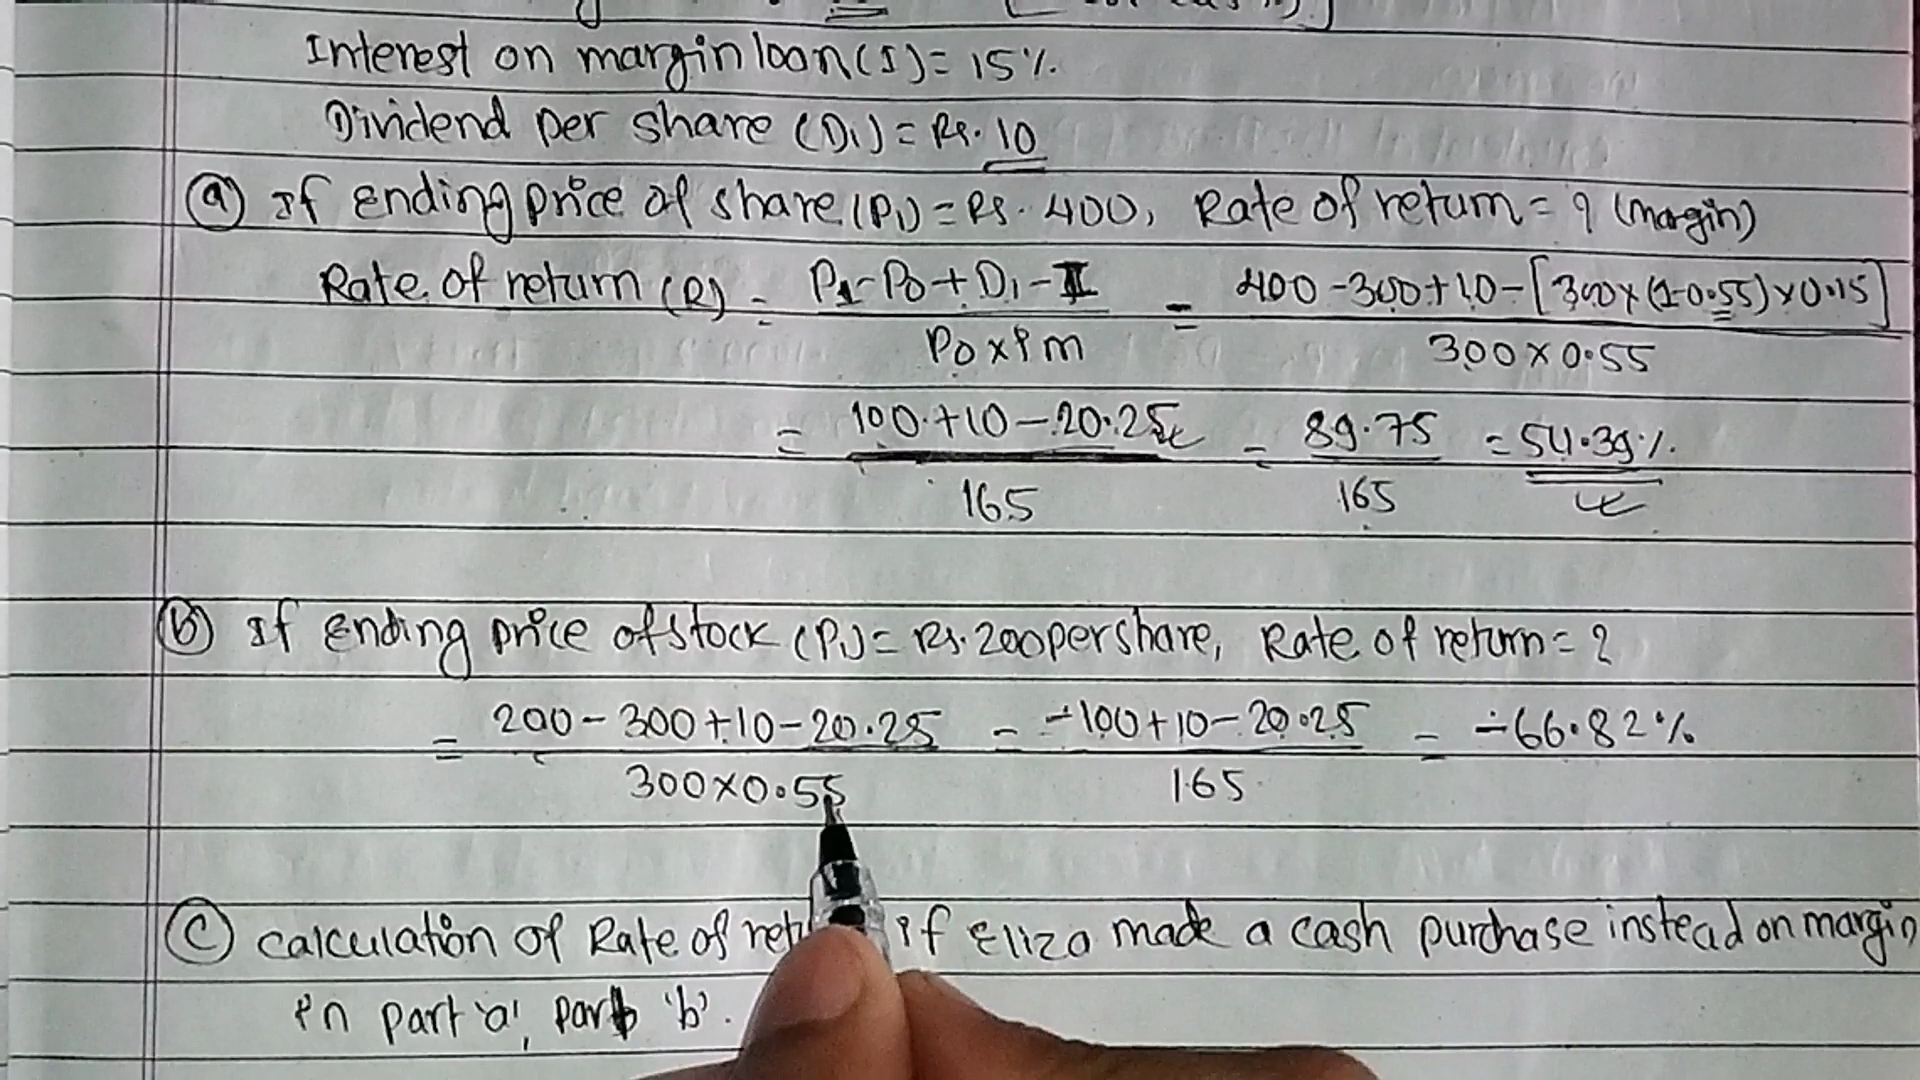 Interest on margin loan (I) = 15%.
Dividend per share (D1) = Rs. 10
(a) If Ending price of share (P1) = Rs. 400, Rate of return = ? (margin)
Rate of return (R) = P1-P0+D1-I / P0×im = 400-300+10-[300×(1-0.55)×0.15] / 300×0.55
= 100+10-20.25 / 165 = 89.75 / 165 = 54.39%.
(b) If Ending price of stock (P1) = Rs. 200 per share, Rate of return = ?
= 200-300+10-20.25 / 300×0.55 = -100+10-20.25 / 165 = -66.82%
(c) calculation of Rate of if Eliza made a cash purchase instead on margin
in part 'a', part 'b'.